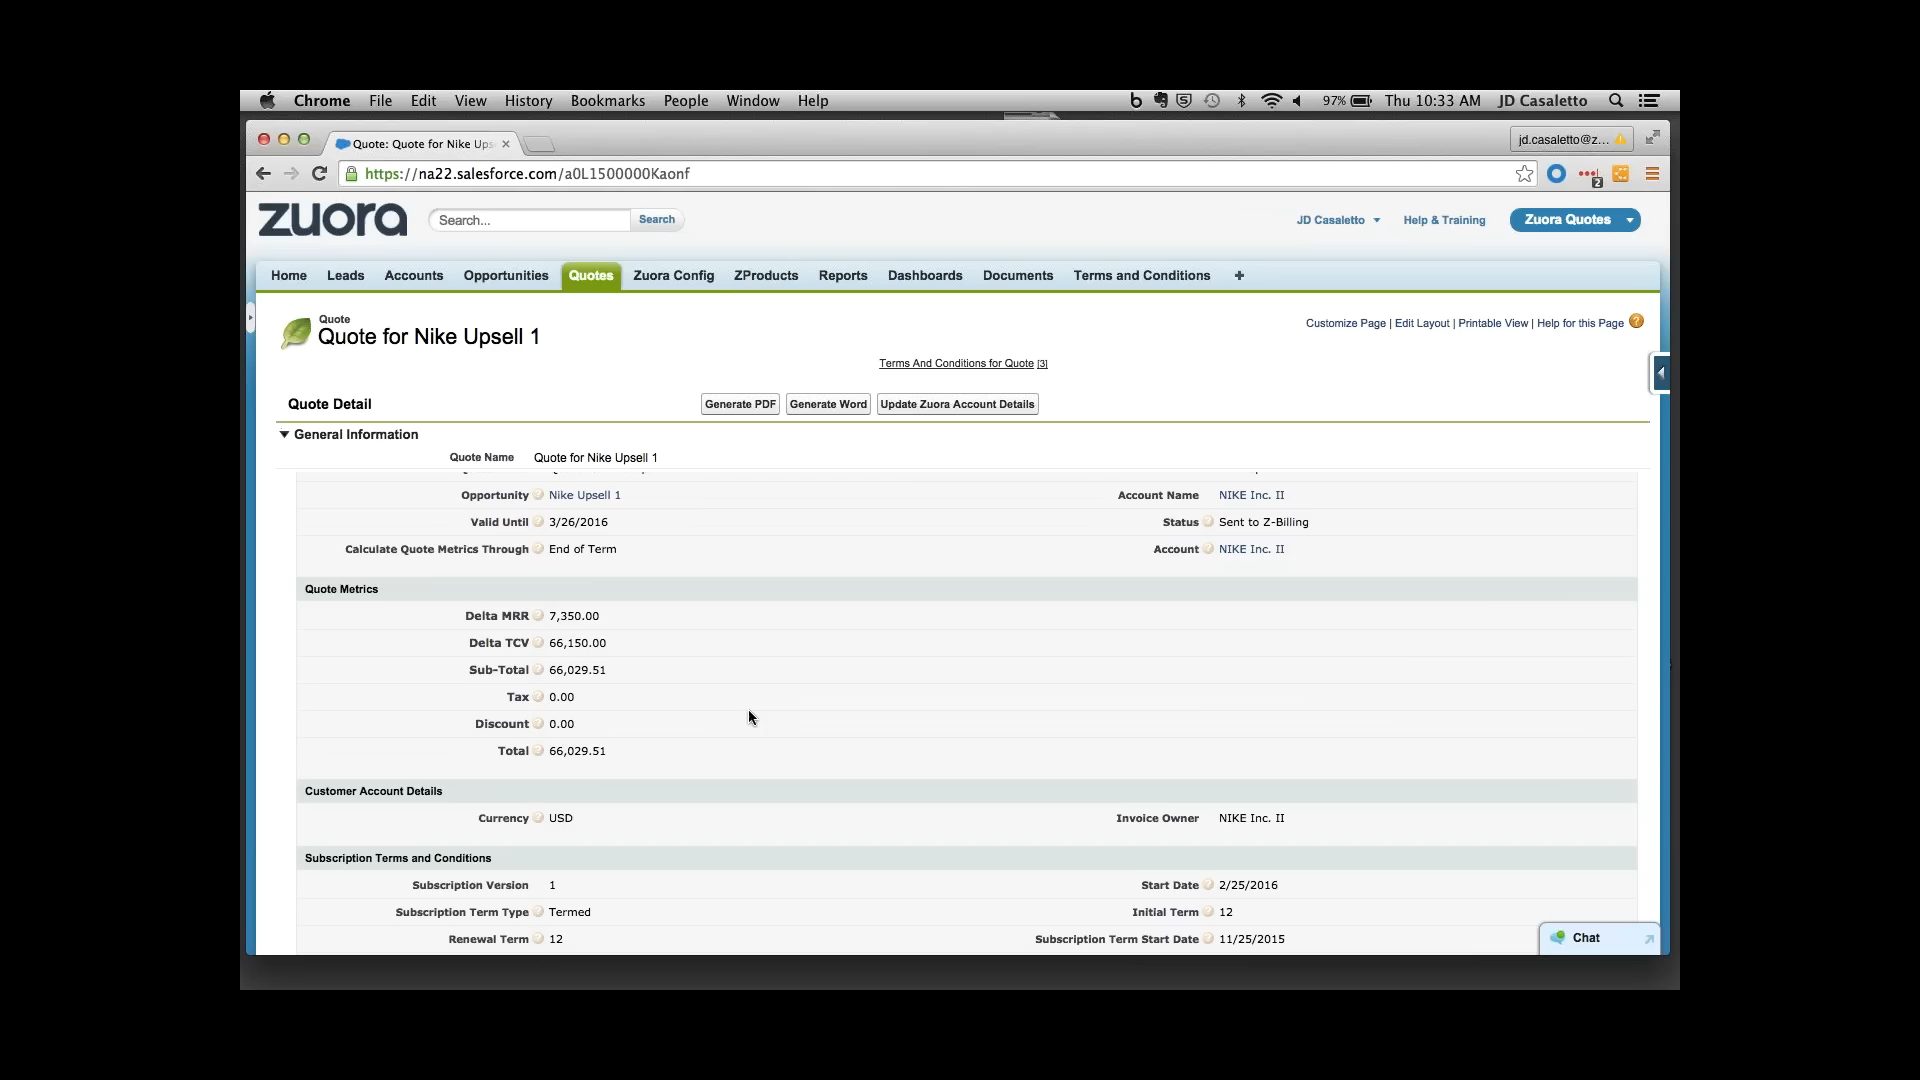 Chrome File Edit View History Bookmarks People Window Help 97% Thu 10:33 AM JD Casaletto
Quote: Quote for Nike Ups
jd.casaletto@z...
https://na22.salesforce.com/a0L1500000Kaonf
2
zuora Search... Search JD Casaletto Help & Training Zuora Quotes
Home Leads Accounts Opportunities Quotes Zuora Config ZProducts Reports Dashboards Documents Terms and Conditions +
Quote
Quote for Nike Upsell 1
Customize Page | Edit Layout | Printable View | Help for this Page ?
Terms And Conditions for Quote [3]
Quote Detail Generate PDF Generate Word Update Zuora Account Details
General Information
Quote Name Quote for Nike Upsell 1
Opportunity Nike Upsell 1 Account Name NIKE Inc. II
Valid Until 3/26/2016 Status Sent to Z-Billing
Calculate Quote Metrics Through End of Term Account NIKE Inc. II
Quote Metrics
Delta MRR 7,350.00
Delta TCV 66,150.00
Sub-Total 66,029.51
Tax 0.00
Discount 0.00
Total 66,029.51
Customer Account Details
Currency USD Invoice Owner NIKE Inc. II
Subscription Terms and Conditions
Subscription Version 1 Start Date 2/25/2016
Subscription Term Type Termed Initial Term 12
Renewal Term 12 Subscription Term Start Date 11/25/2015
Chat